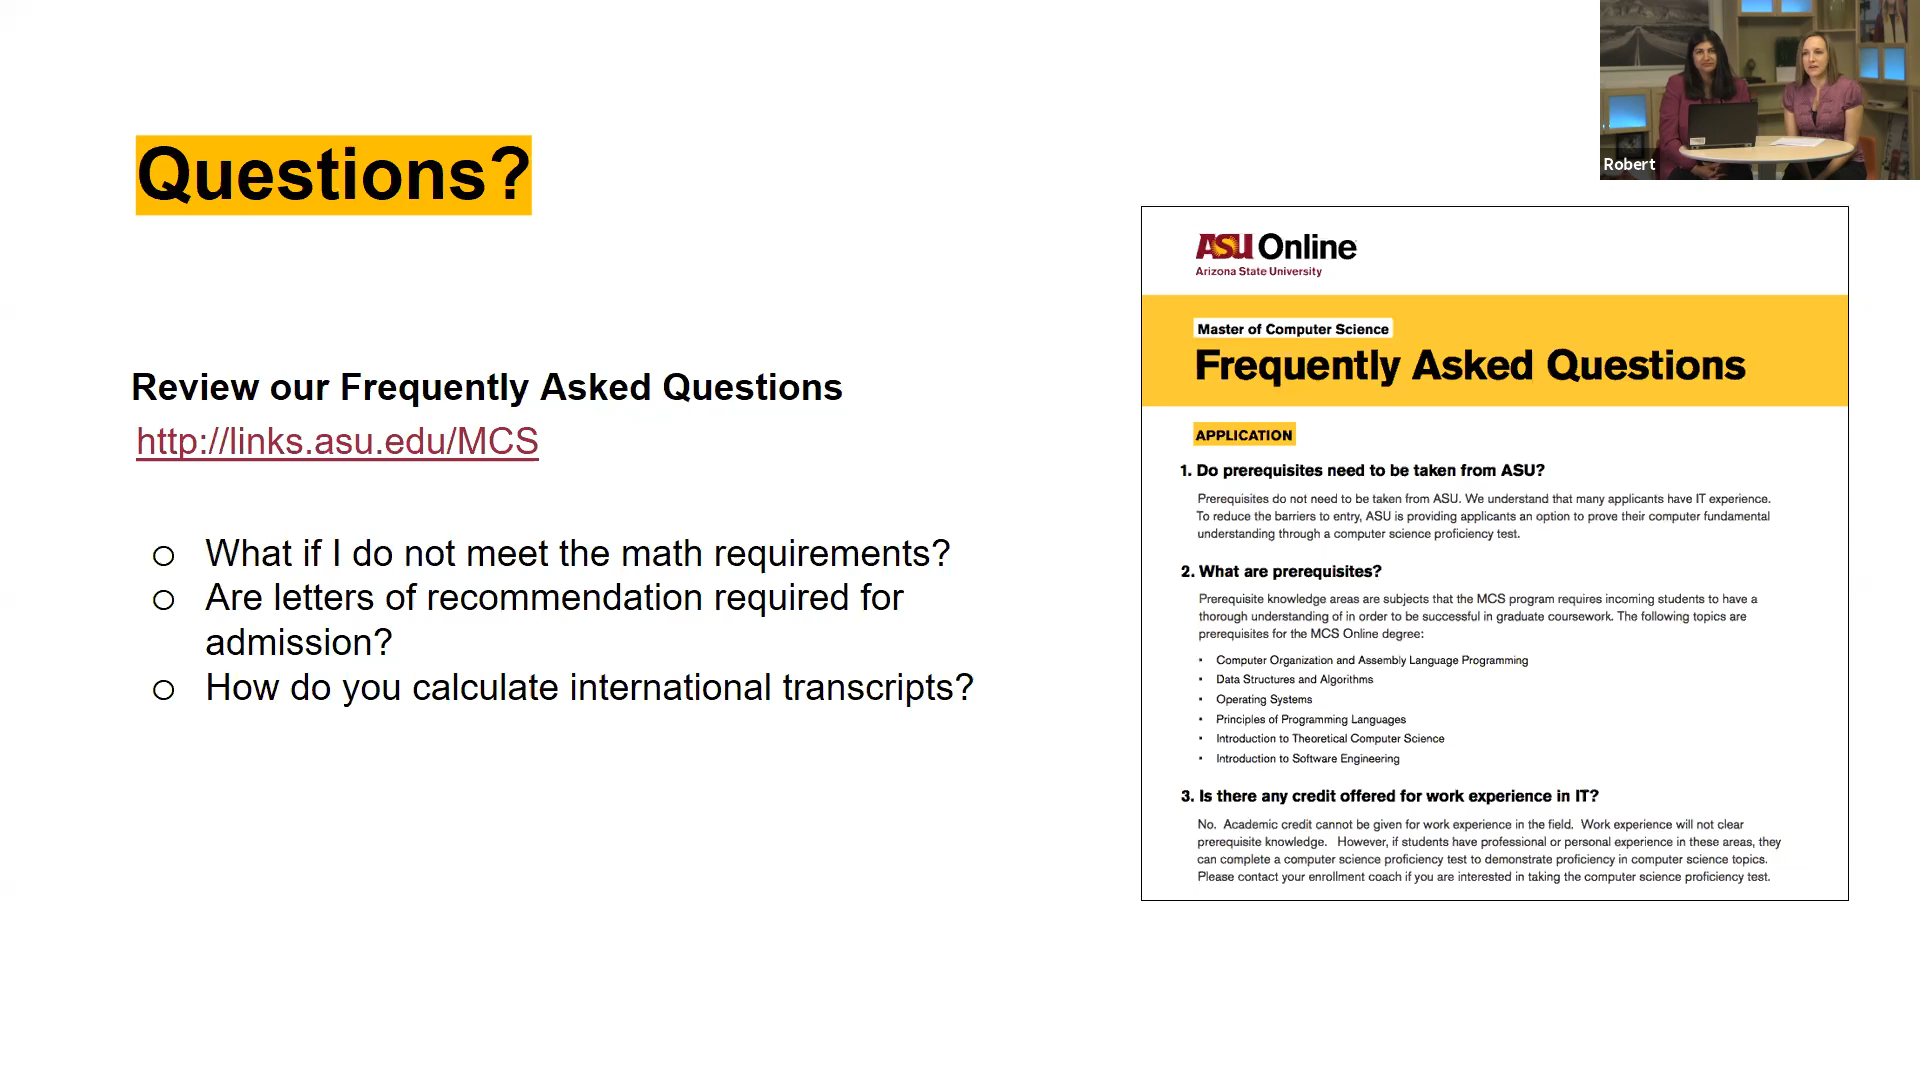 Questions?
Robert
Review our Frequently Asked Questions
http://links.asu.edu/MCS
o What if I do not meet the math requirements?
o Are letters of recommendation required for
admission?
o How do you calculate international transcripts?
ASU Online
Arizona State University
Master of Computer Science
Frequently Asked Questions
APPLICATION
1. Do prerequisites need to be taken from ASU?
Prerequisites do not need to be taken from ASU. We understand that many applicants have IT experience.
To reduce the barriers to entry, ASU is providing applicants an option to prove their computer fundamental
understanding through a computer science proficiency test.
2. What are prerequisites?
Prerequisite knowledge areas are subjects that the MCS program requires incoming students to have a
thorough understanding of in order to be successful in graduate coursework. The following topics are
prerequisites for the MCS Online degree:
• Computer Organization and Assembly Language Programming
• Data Structures and Algorithms
• Operating Systems
• Principles of Programming Languages
• Introduction to Theoretical Computer Science
• Introduction to Software Engineering
3. Is there any credit offered for work experience in IT?
No. Academic credit cannot be given for work experience in the field. Work experience will not clear
prerequisite knowledge. However, if students have professional or personal experience in these areas, they
can complete a computer science proficiency test to demonstrate proficiency in computer science topics.
Please contact your enrollment coach if you are interested in taking the computer science proficiency test.